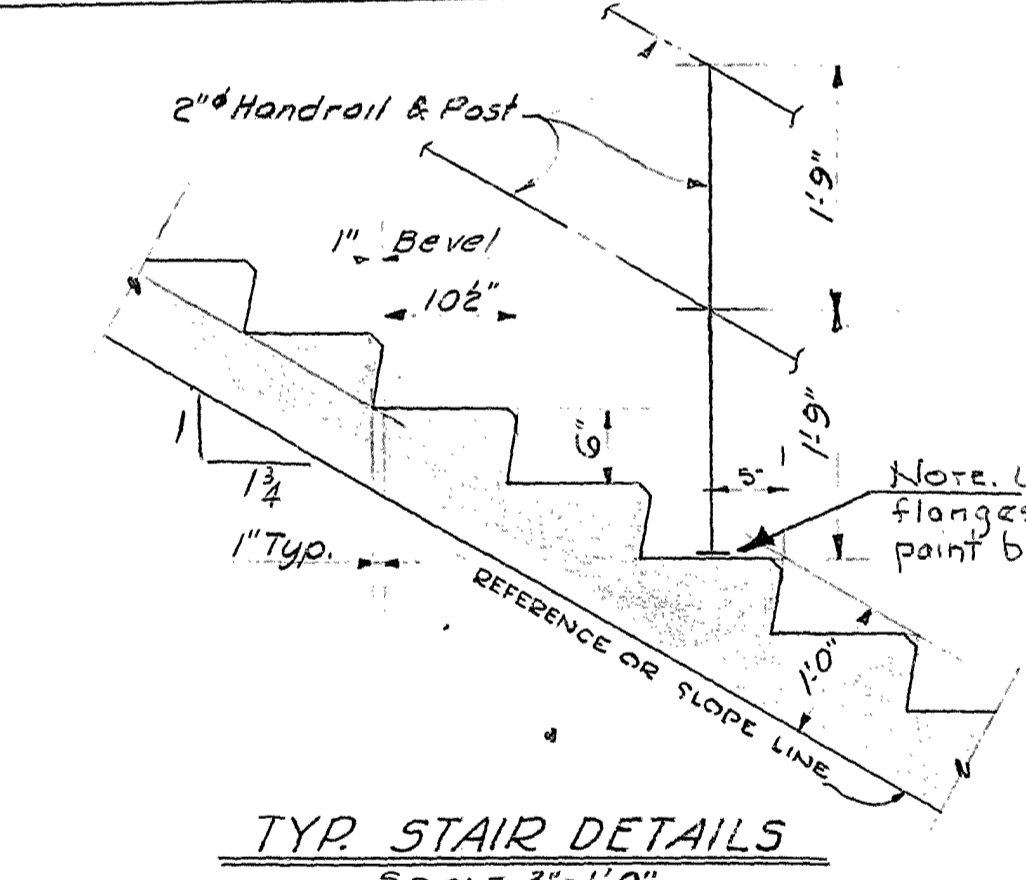 2"ø Handrail & Post
1'-9"
1" Bevel
10½"
6"
1'-9"
5"
1
1¾
Note.
flanges
paint b
1" Typ.
REFERENCE OR SLOPE LINE
1'-0"
TYP. STAIR DETAILS